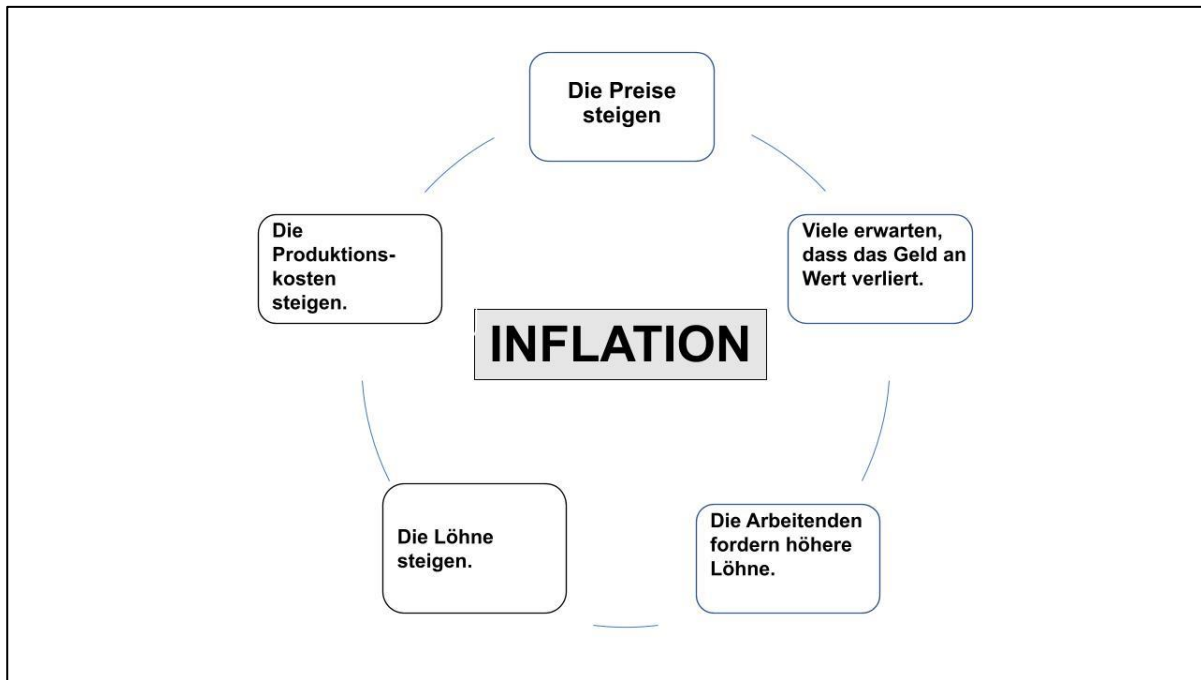 Die Preise
steigen
Viele erwarten,
dass das Geld an
Wert verliert.
Die Arbeitenden
fordern höhere
Löhne.
Die Löhne
steigen.
Die
Produktions-
kosten
steigen.
INFLATION